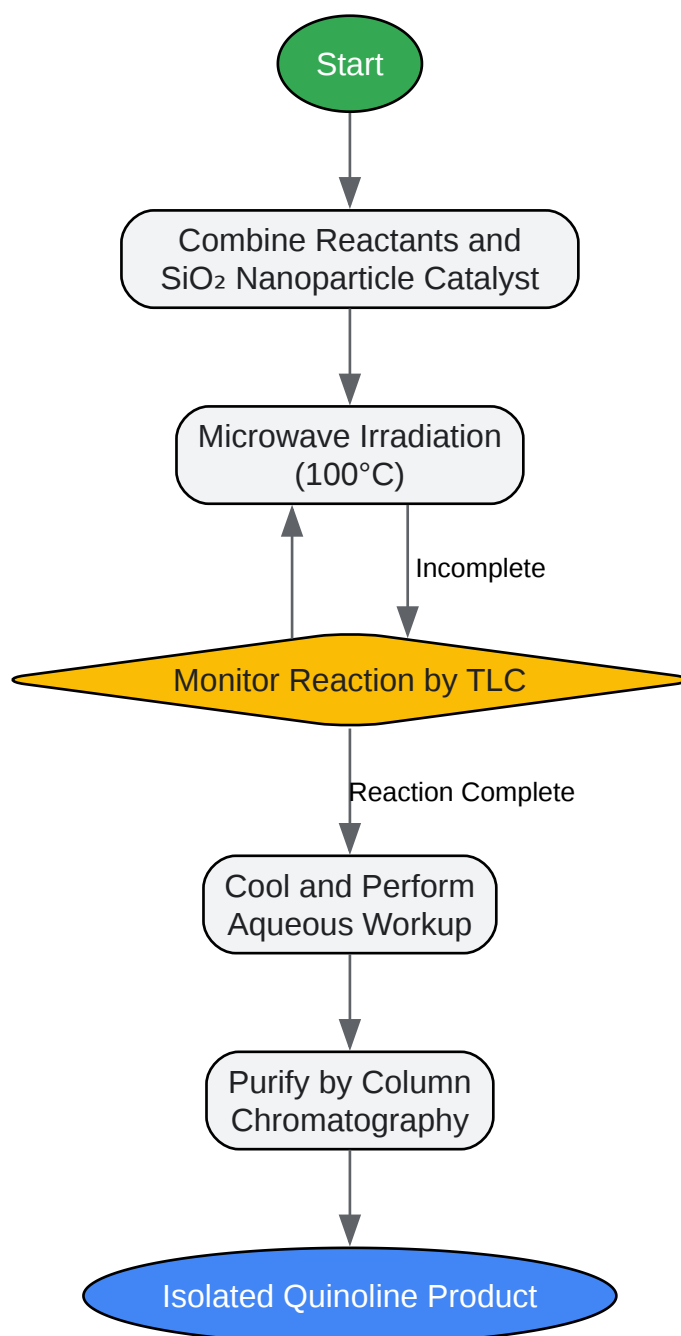 Start
Combine Reactants and
SiO₂ Nanoparticle Catalyst
Microwave Irradiation
(100°C)
Incomplete
Monitor Reaction by TLC
Reaction Complete
Cool and Perform
Aqueous Workup
Purify by Column
Chromatography
Isolated Quinoline Product